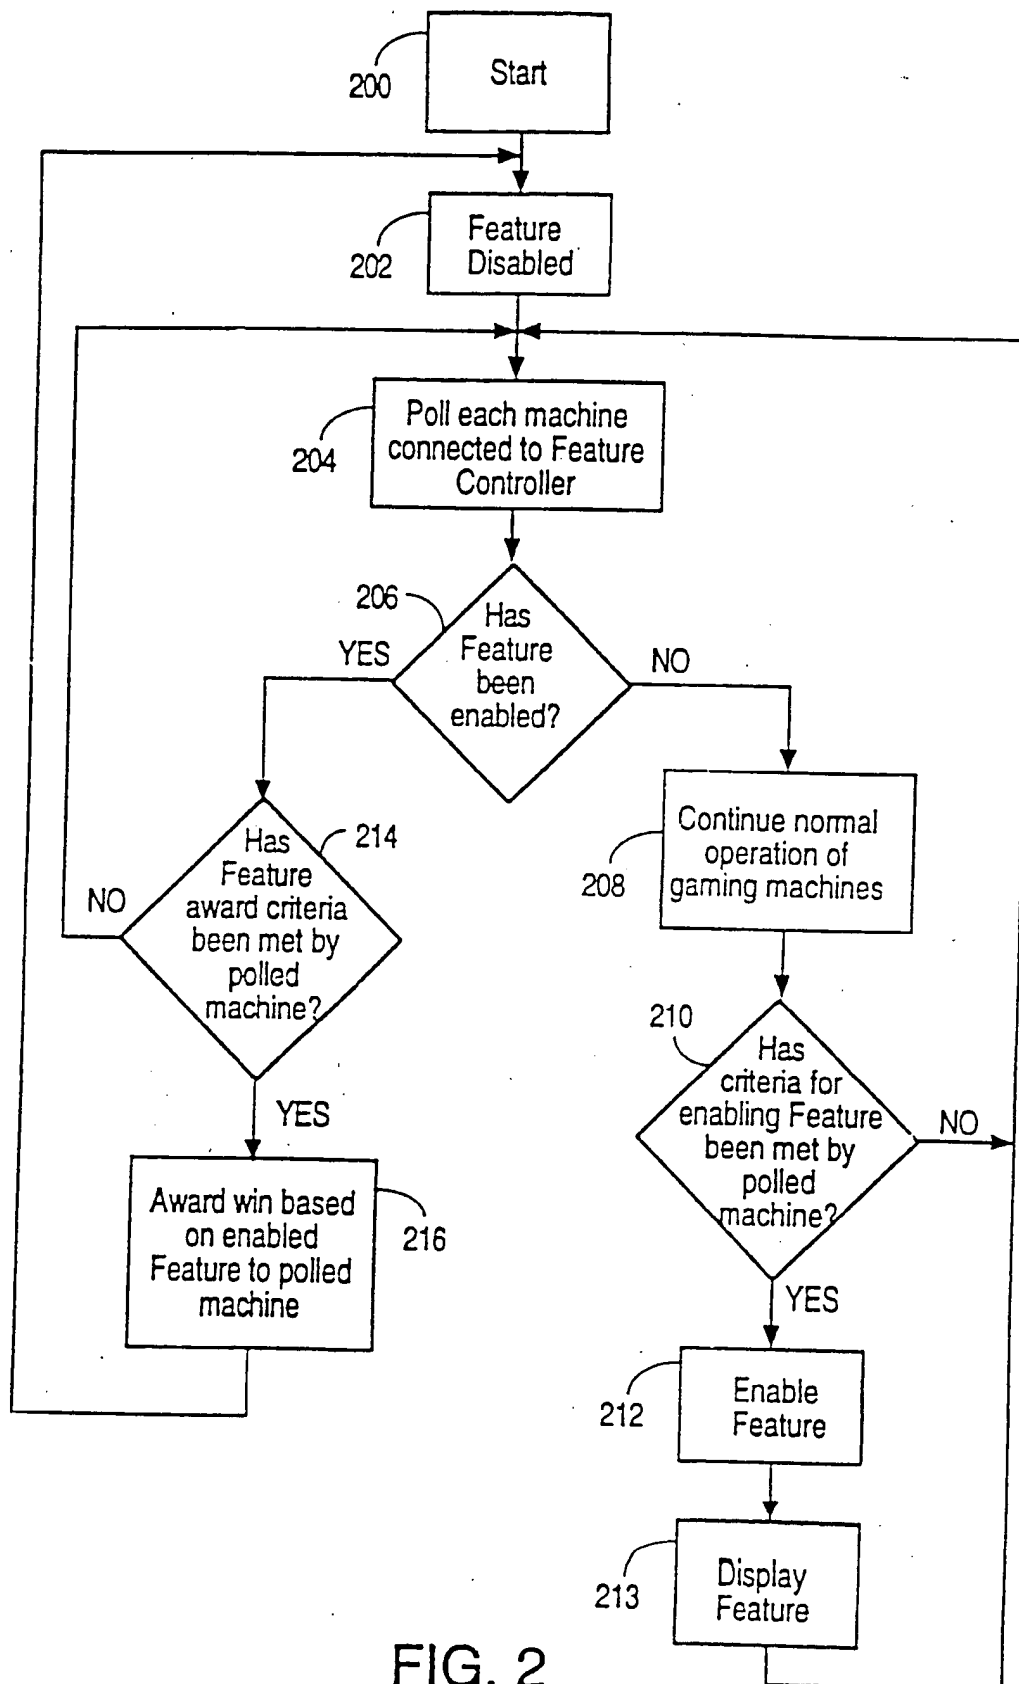 200
Start
202
Feature
Disabled
204
Poll each machine
connected to Feature
Controller
206
Has
Feature
been
enabled?
YES
NO
214
Has
Feature
award criteria
been met by
polled
machine?
NO
YES
208
Continue normal
operation of
gaming machines
210
Has
criteria for
enabling Feature
been met by
polled
machine?
NO
YES
216
Award win based
on enabled
Feature to polled
machine
212
Enable
Feature
213
Display
Feature
FIG. 2